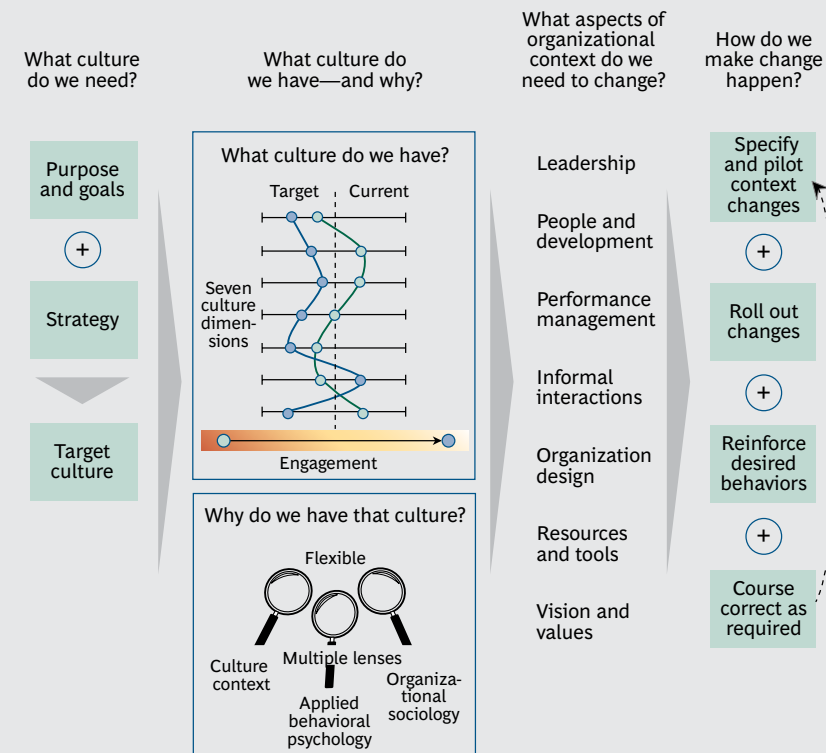 What culture
do we need?
Purpose
and goals
+
Strategy
Target
culture
What culture do
we have—and why?
What culture do we have?
Target
Current
Seven
culture
dimen-
sions
Engagement
Why do we have that culture?
Flexible
Multiple lenses
Culture
context
Applied
behavioral
psychology
Organiza-
tional
sociology
What aspects of
organizational
context do we
need to change?
Leadership
People and
development
Performance
management
Informal
interactions
Organization
design
Resources
and tools
Vision and
values
How do we
make change
happen?
Specify
and pilot
context
changes
+
Roll out
changes
+
Reinforce
desired
behaviors
+
Course
correct as
required